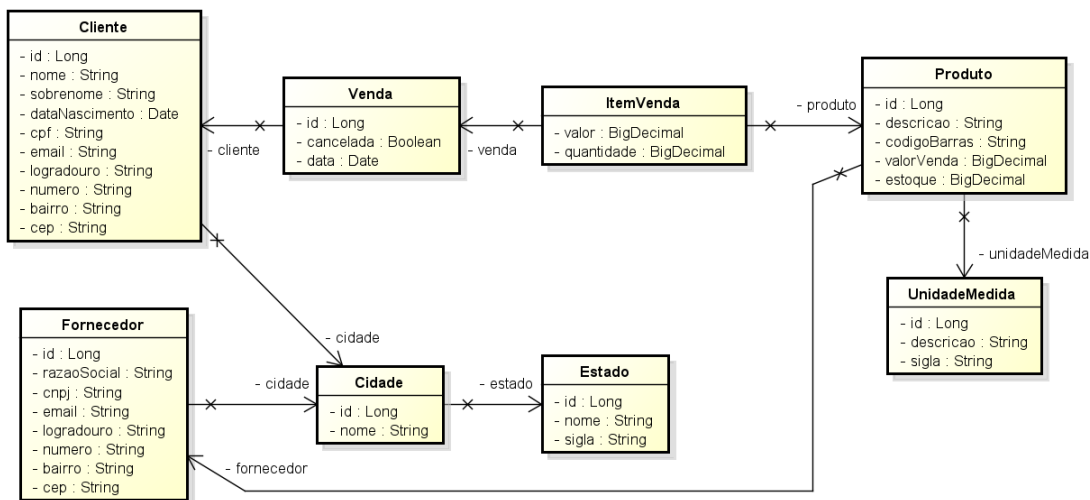 Cliente
- id : Long
- nome : String
- sobrenome : String
- dataNascimento : Date
- cpf : String
- email : String
- logradouro : String
- numero : String
- bairro : String
- cep : String
- cliente
Venda
- id : Long
- cancelada : Boolean
- data : Date
- venda
ItemVenda
- valor : BigDecimal
- quantidade : BigDecimal
- produto
Produto
- id : Long
- descricao : String
- codigoBarras : String
- valorVenda : BigDecimal
- estoque : BigDecimal
- unidadeMedida
UnidadeMedida
- id : Long
- descricao : String
- sigla : String
Fornecedor
- id : Long
- razaoSocial : String
- cnpj : String
- email : String
- logradouro : String
- numero : String
- bairro : String
- cep : String
- cidade
- cidade
Cidade
- id : Long
- nome : String
- estado
Estado
- id : Long
- nome : String
- sigla : String
- fornecedor